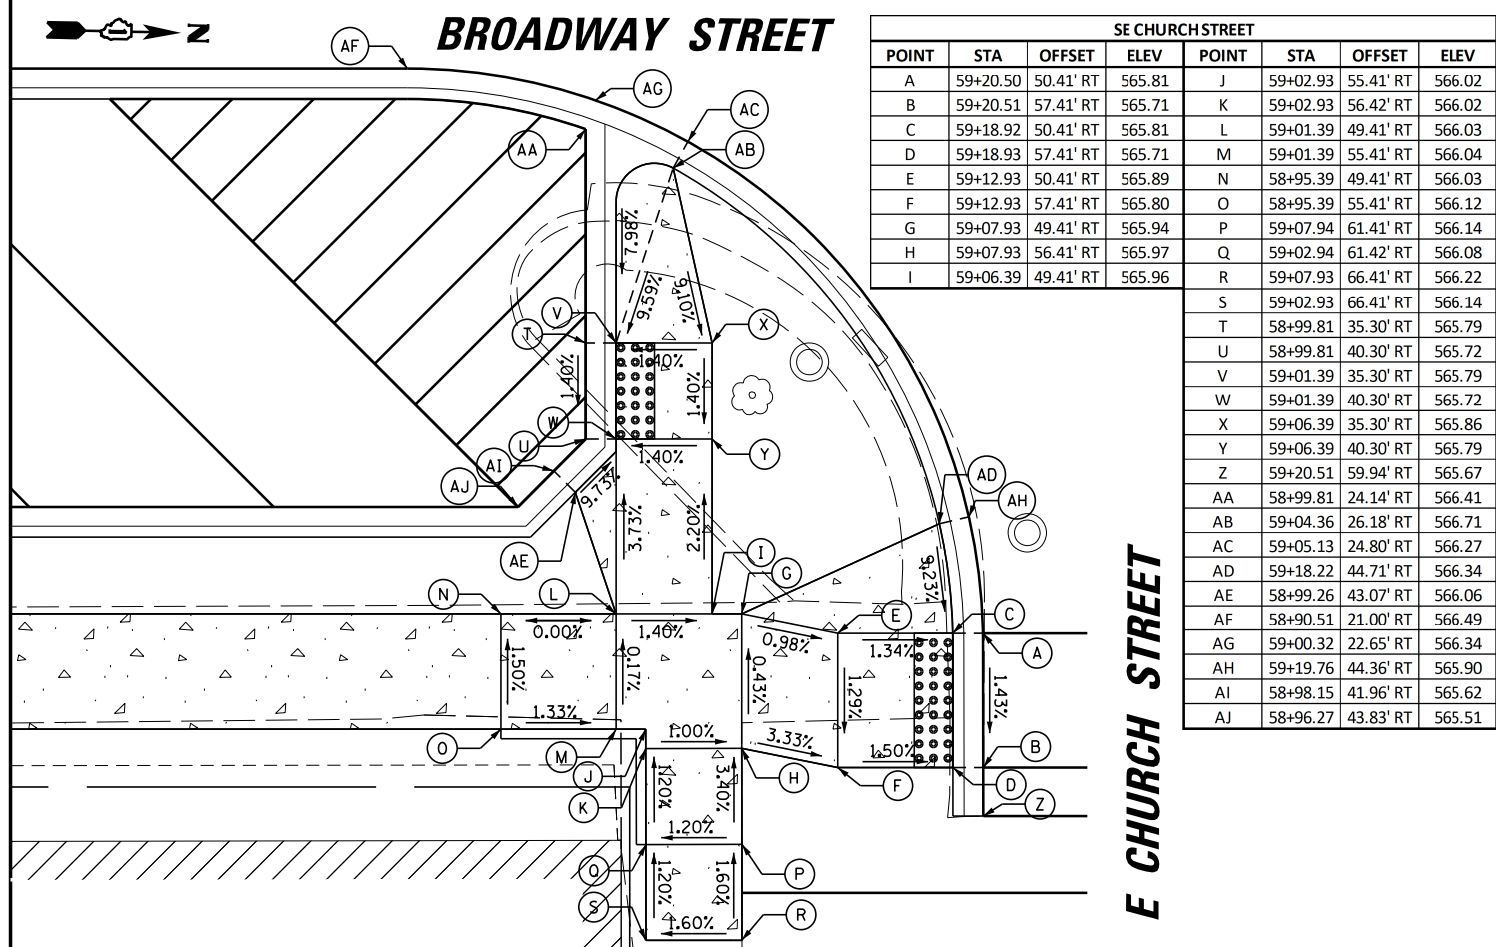 BROADWAY STREET
N
AF
AG
AC
AA
AB
7.98%
9.59%
9.10%
V
T
X
1.40%
1.40%
1.40%
W
U
Y
1.40%
AI
AJ
9.73%
AD
AH
3.73%
2.20%
AE
I
G
9.23%
N
L
E
C
0.00%
1.40%
0.98%
1.34%
A
1.50%
0.17%
0.43%
1.29%
1.43%
1.33%
1.00%
3.33%
1.50%
B
O
M
J
H
F
D
K
1.20%
3.40%
Z
1.20%
Q
P
1.20%
1.60%
S
R
1.60%
E CHURCH STREET
SE CHURCH STREET
POINT STA OFFSET ELEV POINT STA OFFSET ELEV
A 59+20.50 50.41' RT 565.81 J 59+02.93 55.41' RT 566.02
B 59+20.51 57.41' RT 565.71 K 59+02.93 56.42' RT 566.02
C 59+18.92 50.41' RT 565.81 L 59+01.39 49.41' RT 566.03
D 59+18.93 57.41' RT 565.71 M 59+01.39 55.41' RT 566.04
E 59+12.93 50.41' RT 565.89 N 58+95.39 49.41' RT 566.03
F 59+12.93 57.41' RT 565.80 O 58+95.39 55.41' RT 566.12
G 59+07.93 49.41' RT 565.94 P 59+07.94 61.41' RT 566.14
H 59+07.93 56.41' RT 565.97 Q 59+02.94 61.42' RT 566.08
I 59+06.39 49.41' RT 565.96 R 59+07.93 66.41' RT 566.22
S 59+02.93 66.41' RT 566.14
T 58+99.81 35.30' RT 565.79
U 58+99.81 40.30' RT 565.72
V 59+01.39 35.30' RT 565.79
W 59+01.39 40.30' RT 565.72
X 59+06.39 35.30' RT 565.86
Y 59+06.39 40.30' RT 565.79
Z 59+20.51 59.94' RT 565.67
AA 58+99.81 24.14' RT 566.41
AB 59+04.36 26.18' RT 566.71
AC 59+05.13 24.80' RT 566.27
AD 59+18.22 44.71' RT 566.34
AE 58+99.26 43.07' RT 566.06
AF 58+90.51 21.00' RT 566.49
AG 59+00.32 22.65' RT 566.34
AH 59+19.76 44.36' RT 565.90
AI 58+98.15 41.96' RT 565.62
AJ 58+96.27 43.83' RT 565.51